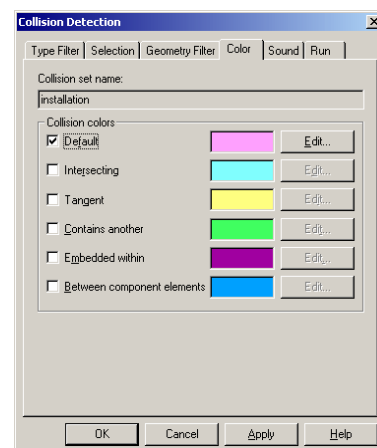 Collision Detection
Type Filter Selection Geometry Filter Color Sound Run
Collision set name:
installation
Collision colors
Default Edit...
Intersecting Edit...
Tangent Edit...
Contains another Edit...
Embedded within Edit...
Between component elements Edit...
OK Cancel Apply Help